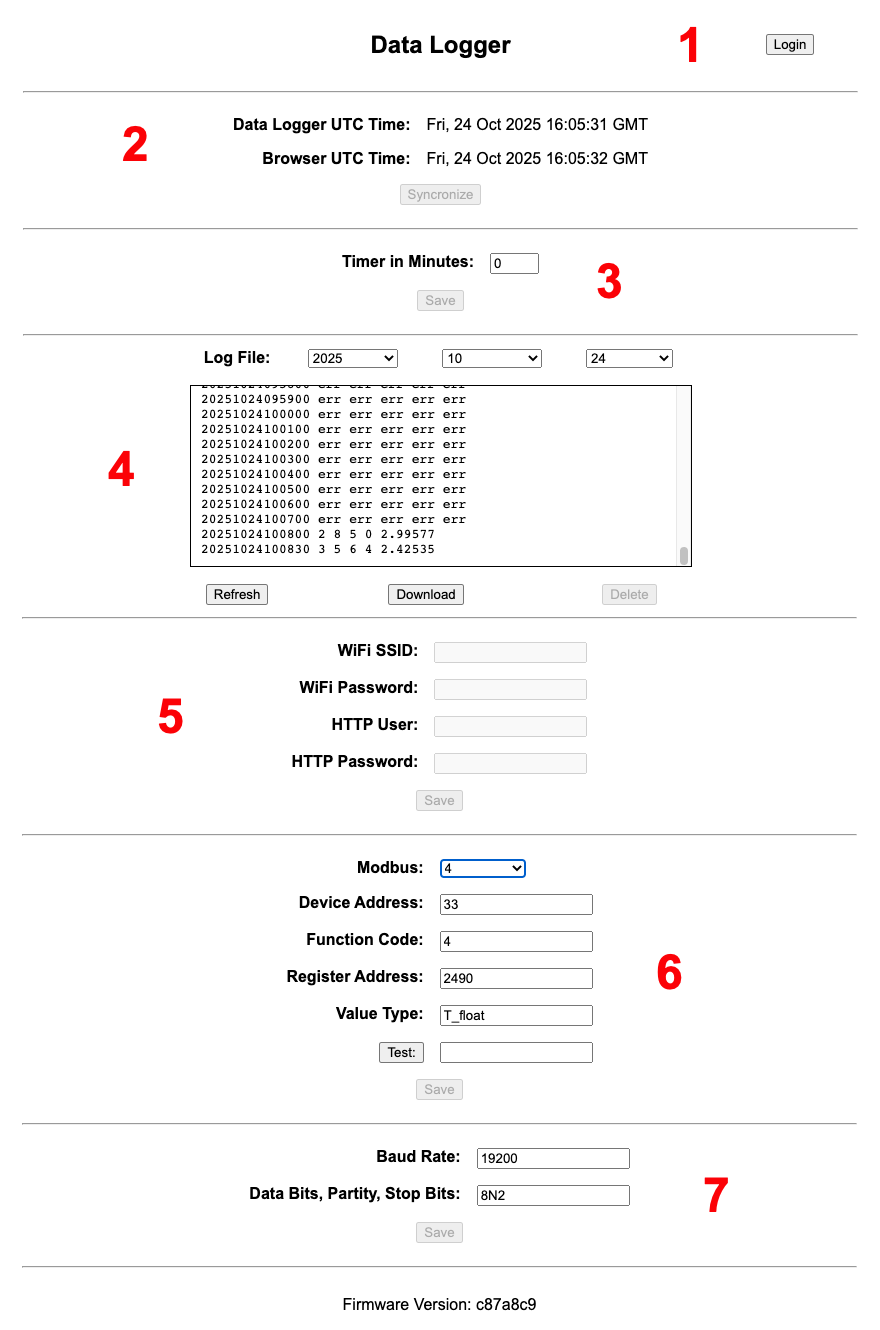 Data Logger 1 Login
2
Data Logger UTC Time: Fri, 24 Oct 2025 16:05:31 GMT
Browser UTC Time: Fri, 24 Oct 2025 16:05:32 GMT
Syncronize
Timer in Minutes: 0
3
Save
Log File: 2025 10 24
4
20251024095800 err err err err err
20251024095900 err err err err err
20251024100000 err err err err err
20251024100100 err err err err err
20251024100200 err err err err err
20251024100300 err err err err err
20251024100400 err err err err err
20251024100500 err err err err err
20251024100600 err err err err err
20251024100700 err err err err err
20251024100800 2 8 5 0 2.99577
20251024100830 3 5 6 4 2.42535
Refresh Download Delete
WiFi SSID:
WiFi Password:
5
HTTP User:
HTTP Password:
Save
Modbus: 4
Device Address: 33
Function Code: 4
6
Register Address: 2490
Value Type: T_float
Test:
Save
Baud Rate: 19200
Data Bits, Partity, Stop Bits: 8N2
7
Save
Firmware Version: c87a8c9